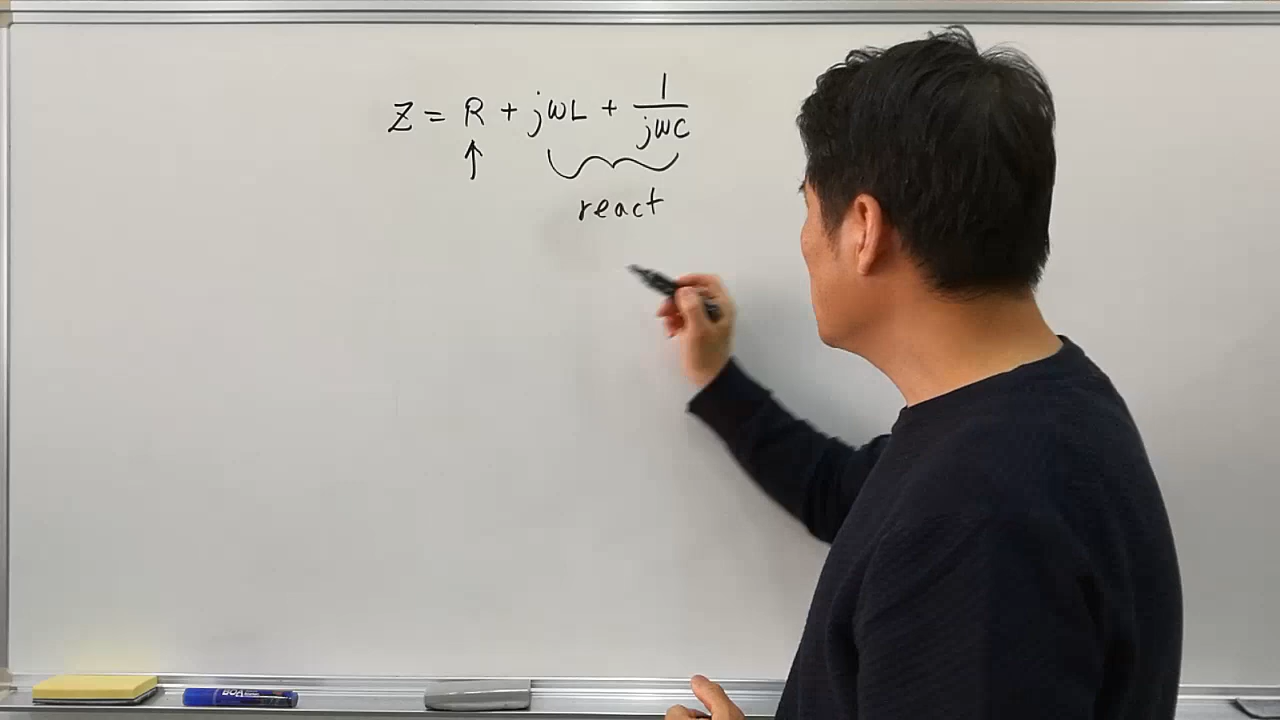 Z = R + jωL + 1/jωC
↑
react